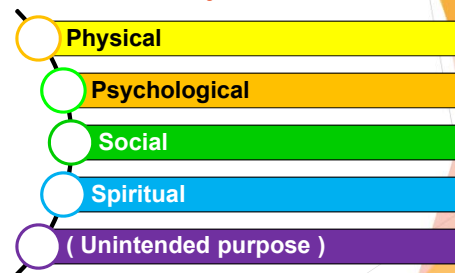 Physical
Psychological
Social
Spiritual
( Unintended purpose )